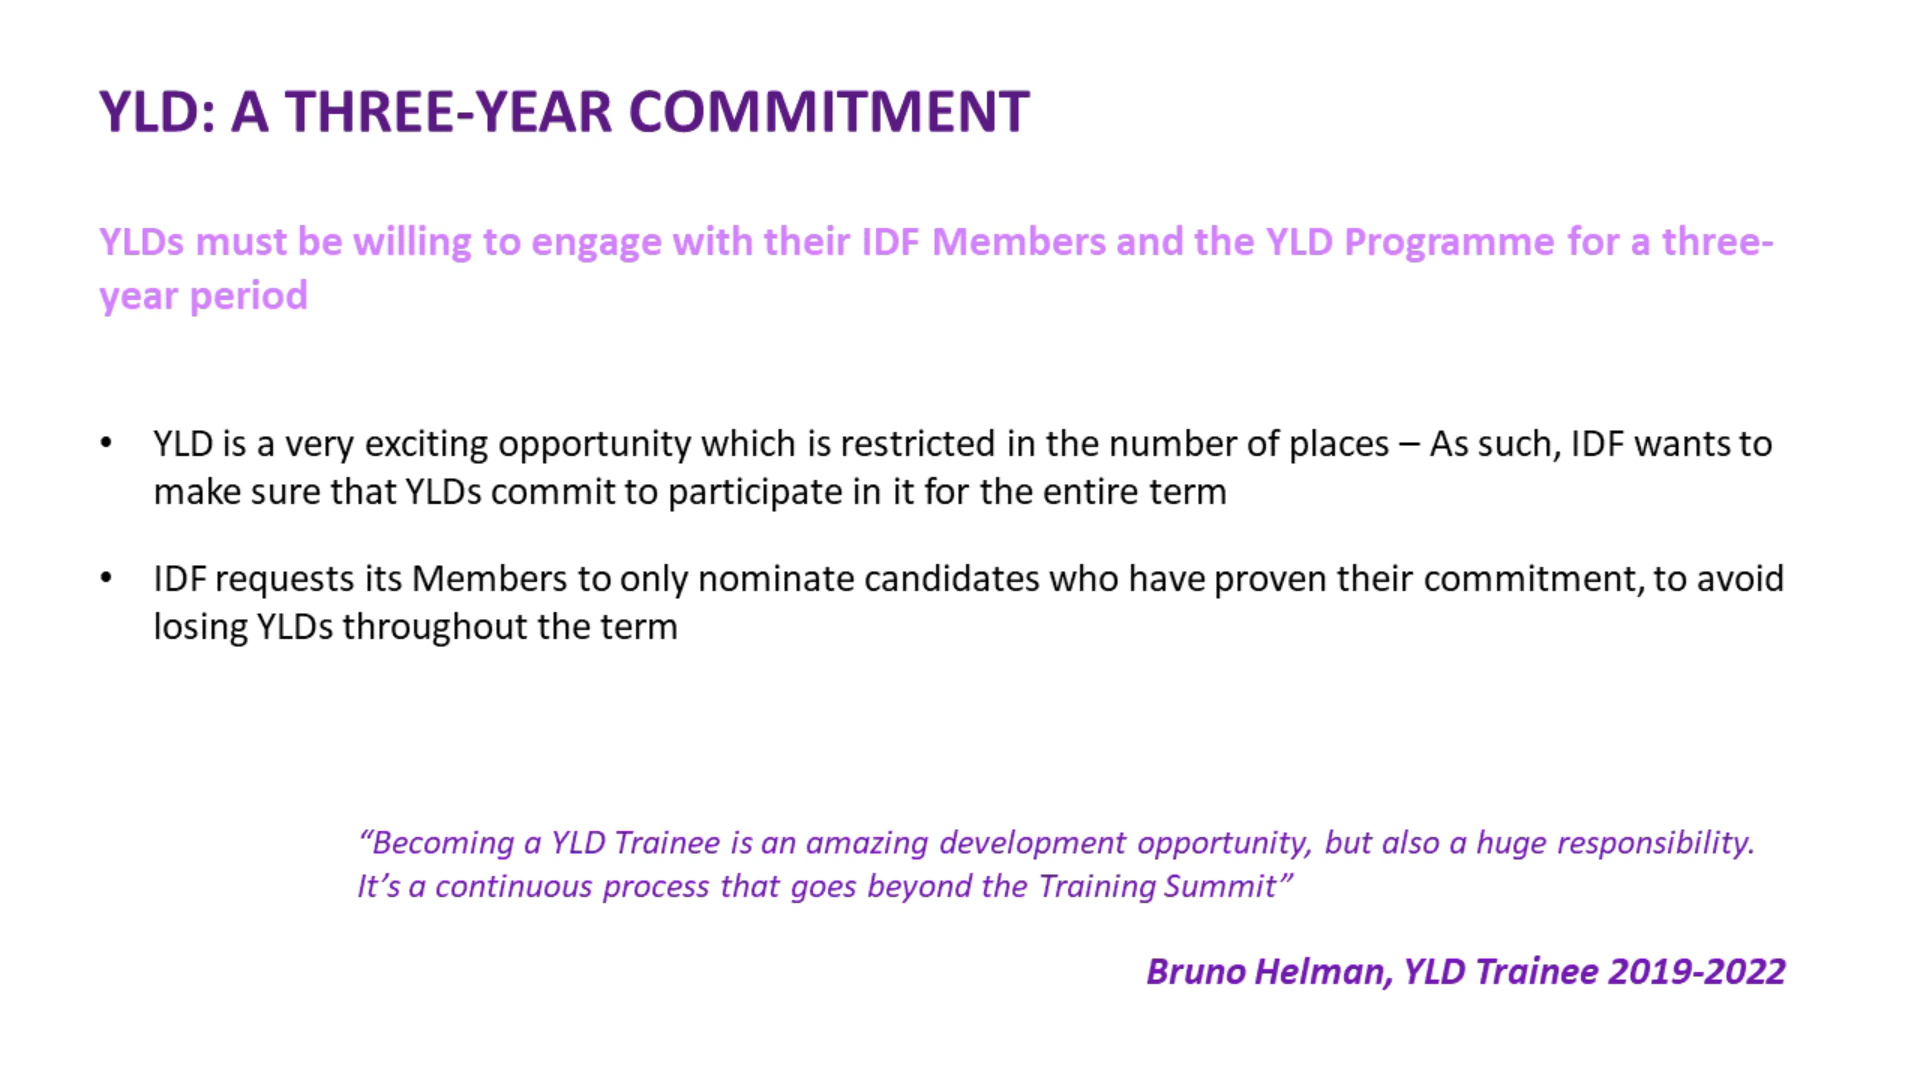 YLD: A THREE-YEAR COMMITMENT
YLDs must be willing to engage with their IDF Members and the YLD Programme for a three-
year period
• YLD is a very exciting opportunity which is restricted in the number of places – As such, IDF wants to
make sure that YLDs commit to participate in it for the entire term
• IDF requests its Members to only nominate candidates who have proven their commitment, to avoid
losing YLDs throughout the term
“Becoming a YLD Trainee is an amazing development opportunity, but also a huge responsibility.
It’s a continuous process that goes beyond the Training Summit”
Bruno Helman, YLD Trainee 2019-2022